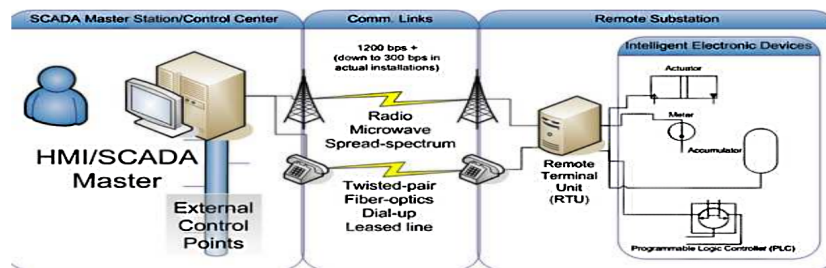 SCADA Master Station/Control Center
HMI/SCADA
Master
External
Control
Points
Comm. Links
1200 bps +
(down to 300 bps in
actual installations)
Radio
Microwave
Spread-spectrum
Twisted-pair
Fiber-optics
Dial-up
Leased line
Remote Substation
Remote
Terminal
Unit
(RTU)
Intelligent Electronic Devices
Actuator
Meter
Accumulator
Programmable Logic Controller (PLC)